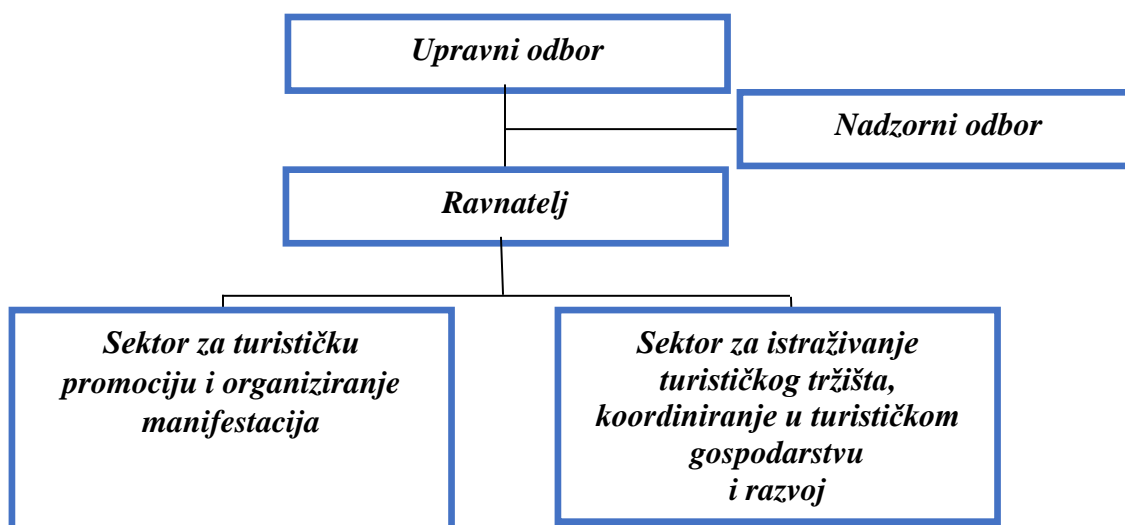 Upravni odbor
Nadzorni odbor
Ravnatelj
Sektor za turističku
promociju i organiziranje
manifestacija
Sektor za istraživanje
turističkog tržišta,
koordiniranje u turističkom
gospodarstvu
i razvoj